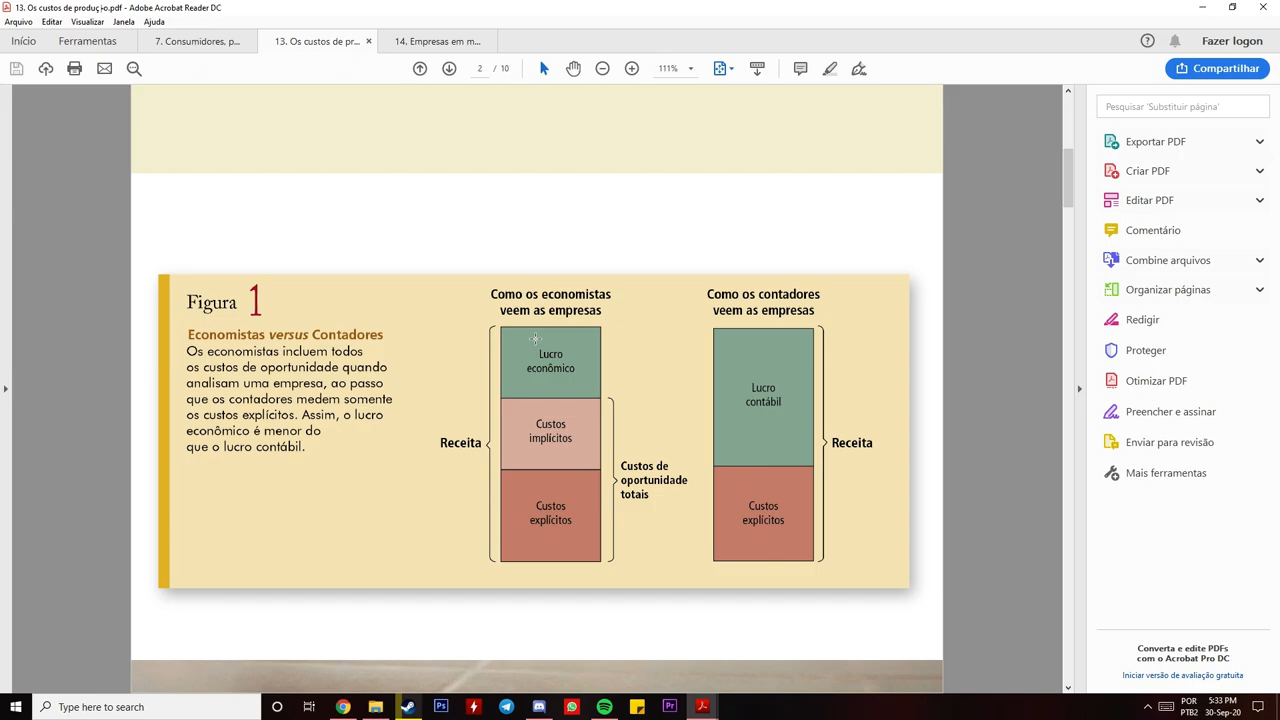 13. Os custos de produção.pdf - Adobe Acrobat Reader DC
Arquivo Editar Visualizar Janela Ajuda
Início Ferramentas 7. Consumidores, p... 13. Os custos de pr... × 14. Empresas em m... Fazer logon
2 / 10 111% Compartilhar
Pesquisar 'Substituir página'
Exportar PDF
Criar PDF
Editar PDF
Comentário
Combine arquivos
Organizar páginas
Redigir
Proteger
Otimizar PDF
Preencher e assinar
Enviar para revisão
Mais ferramentas
Converta e edite PDFs
com o Acrobat Pro DC
Iniciar versão de avaliação gratuita
Figura 1
Economistas versus Contadores
Os economistas incluem todos
os custos de oportunidade quando
analisam uma empresa, ao passo
que os contadores medem somente
os custos explícitos. Assim, o lucro
econômico é menor do
que o lucro contábil.
Como os economistas
veem as empresas
Lucro
econômico
Custos
implícitos
Custos
explícitos
Receita
Custos de
oportunidade
totais
Como os contadores
veem as empresas
Lucro
contábil
Custos
explícitos
Receita
Type here to search
Ps
Pr
POR
PTB2
5:33 PM
30-Sep-20